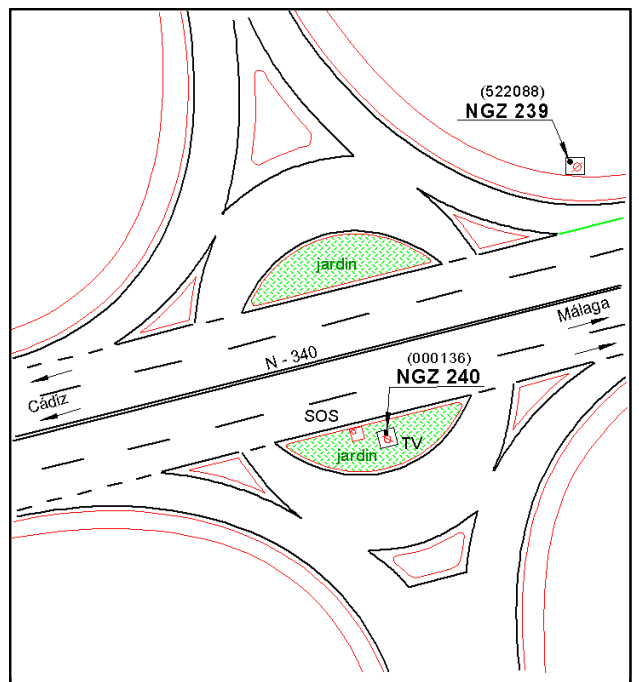 (522088)
NGZ 239
jardin
Málaga
N - 340
(000136)
NGZ 240
Cádiz
SOS
TV
jardin